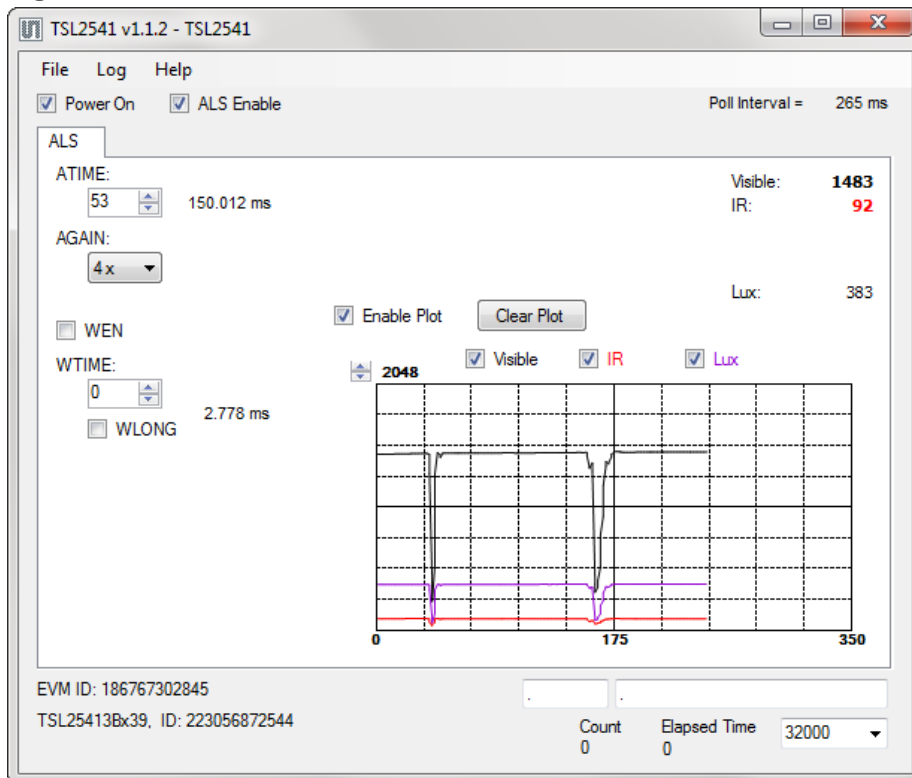 TSL2541 v1.1.2 - TSL2541
File Log Help
Power On ALS Enable Poll Interval = 265 ms
ALS
ATIME:
53 150.012 ms
Visible: 1483
IR: 92
AGAIN:
4x
Lux: 383
Enable Plot Clear Plot
WEN
WTIME:
0 2.778 ms
WLONG
Visible IR Lux
2048
0 175 350
EVM ID: 186767302845
. .
TSL25413Bx39, ID: 223056872544
Count Elapsed Time 32000
0 0